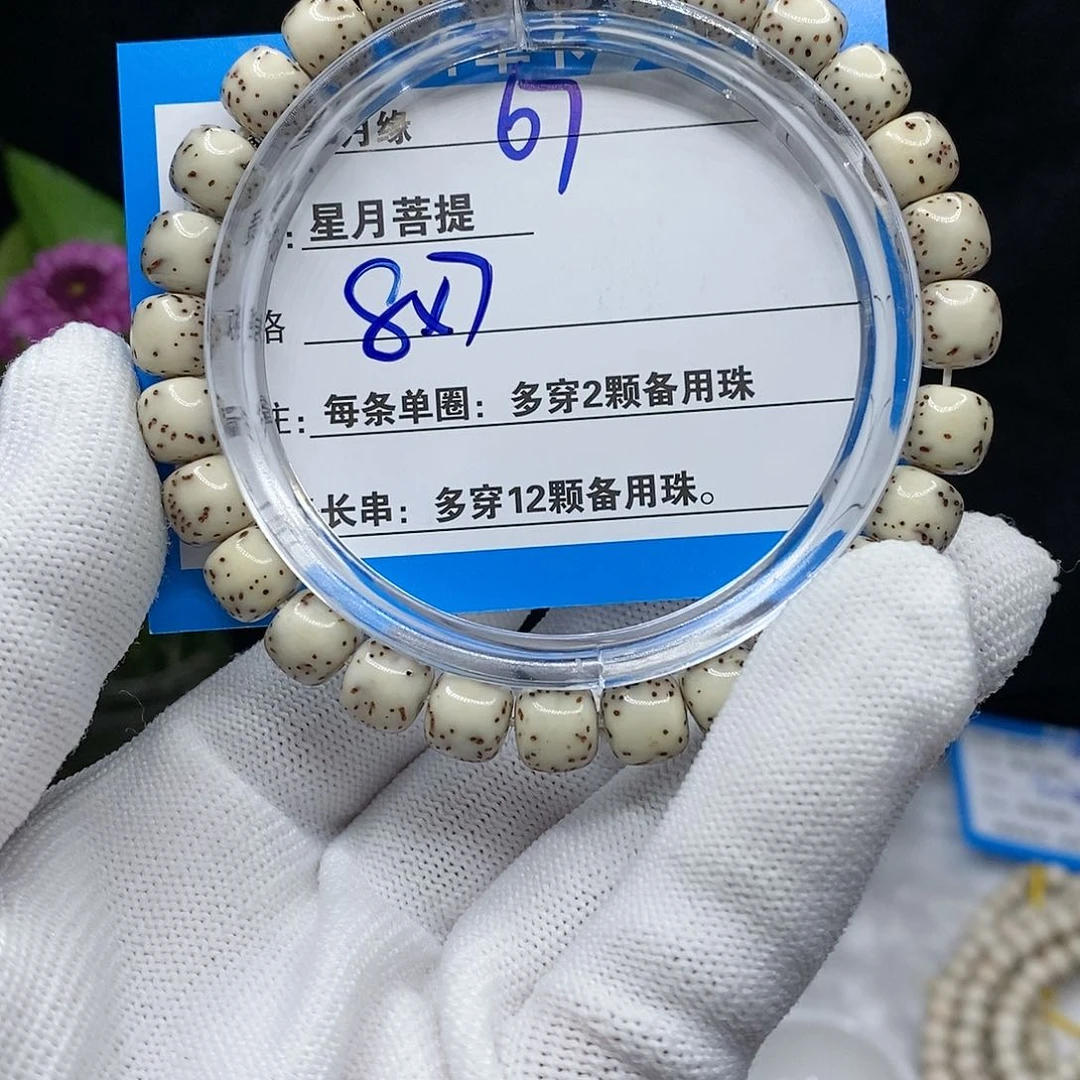 月缘 67
: 星月菩提
格 8x7
主: 每条单圈: 多穿2颗备用珠
长串: 多穿12颗备用珠。